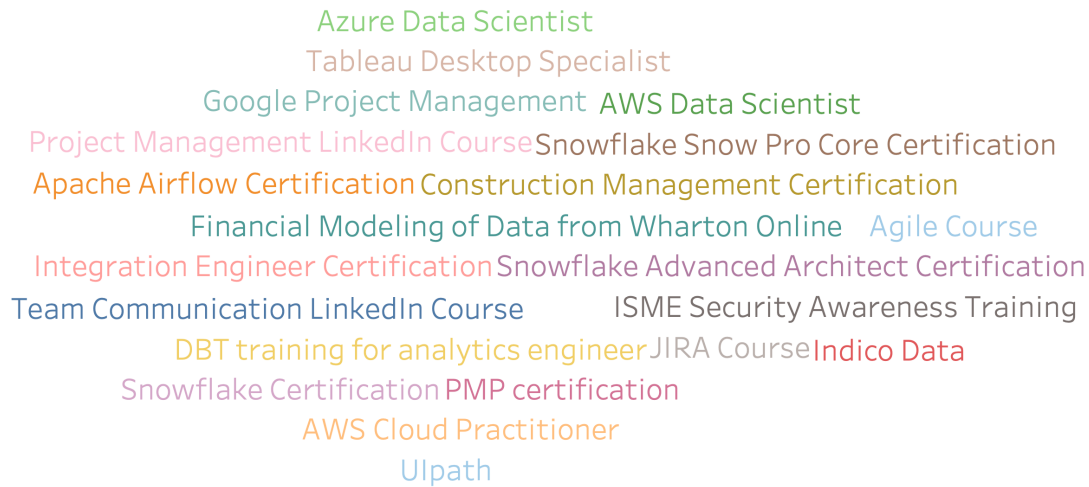 Azure Data Scientist
Tableau Desktop Specialist
Google Project Management AWS Data Scientist
Project Management LinkedIn Course Snowflake Snow Pro Core Certification
Apache Airflow Certification Construction Management Certification
Financial Modeling of Data from Wharton Online Agile Course
Integration Engineer Certification Snowflake Advanced Architect Certification
Team Communication LinkedIn Course ISME Security Awareness Training
DBT training for analytics engineer JIRA Course Indico Data
Snowflake Certification PMP certification
AWS Cloud Practitioner
UIpath